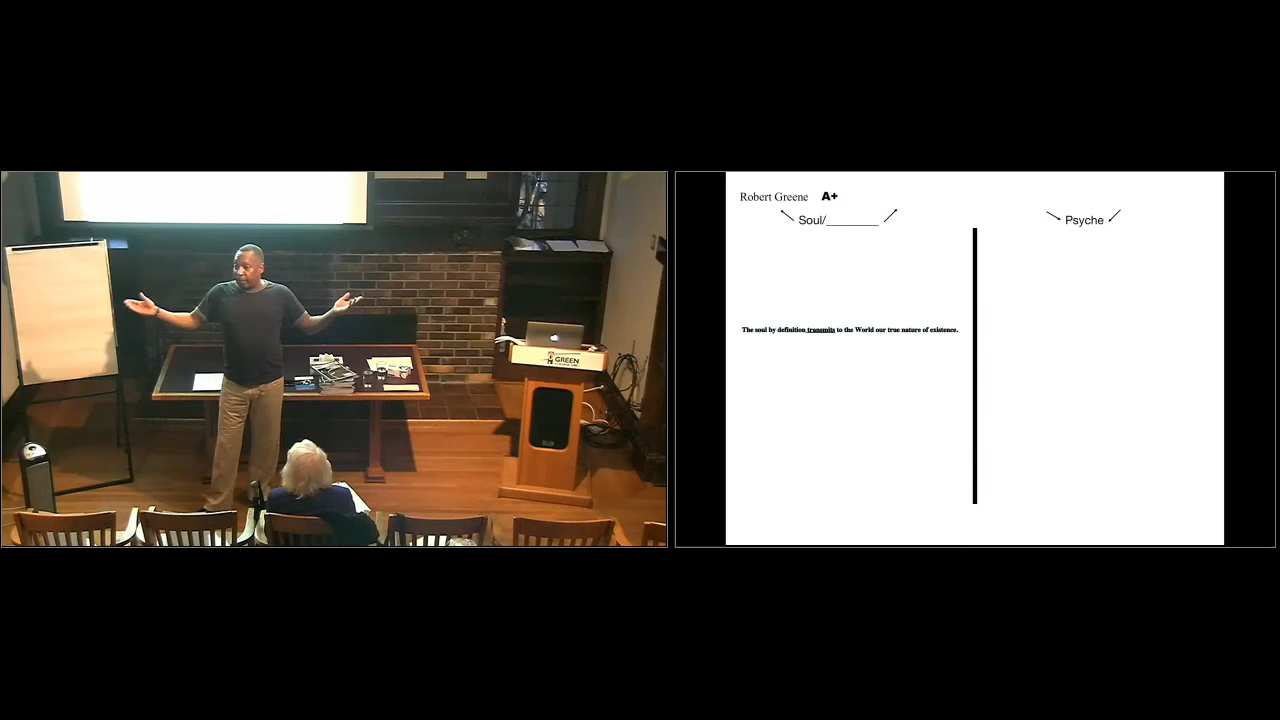 GREEN
Robert Greene A+
Soul/________
Psyche
The soul by definition transmits to the World our true nature of existence.